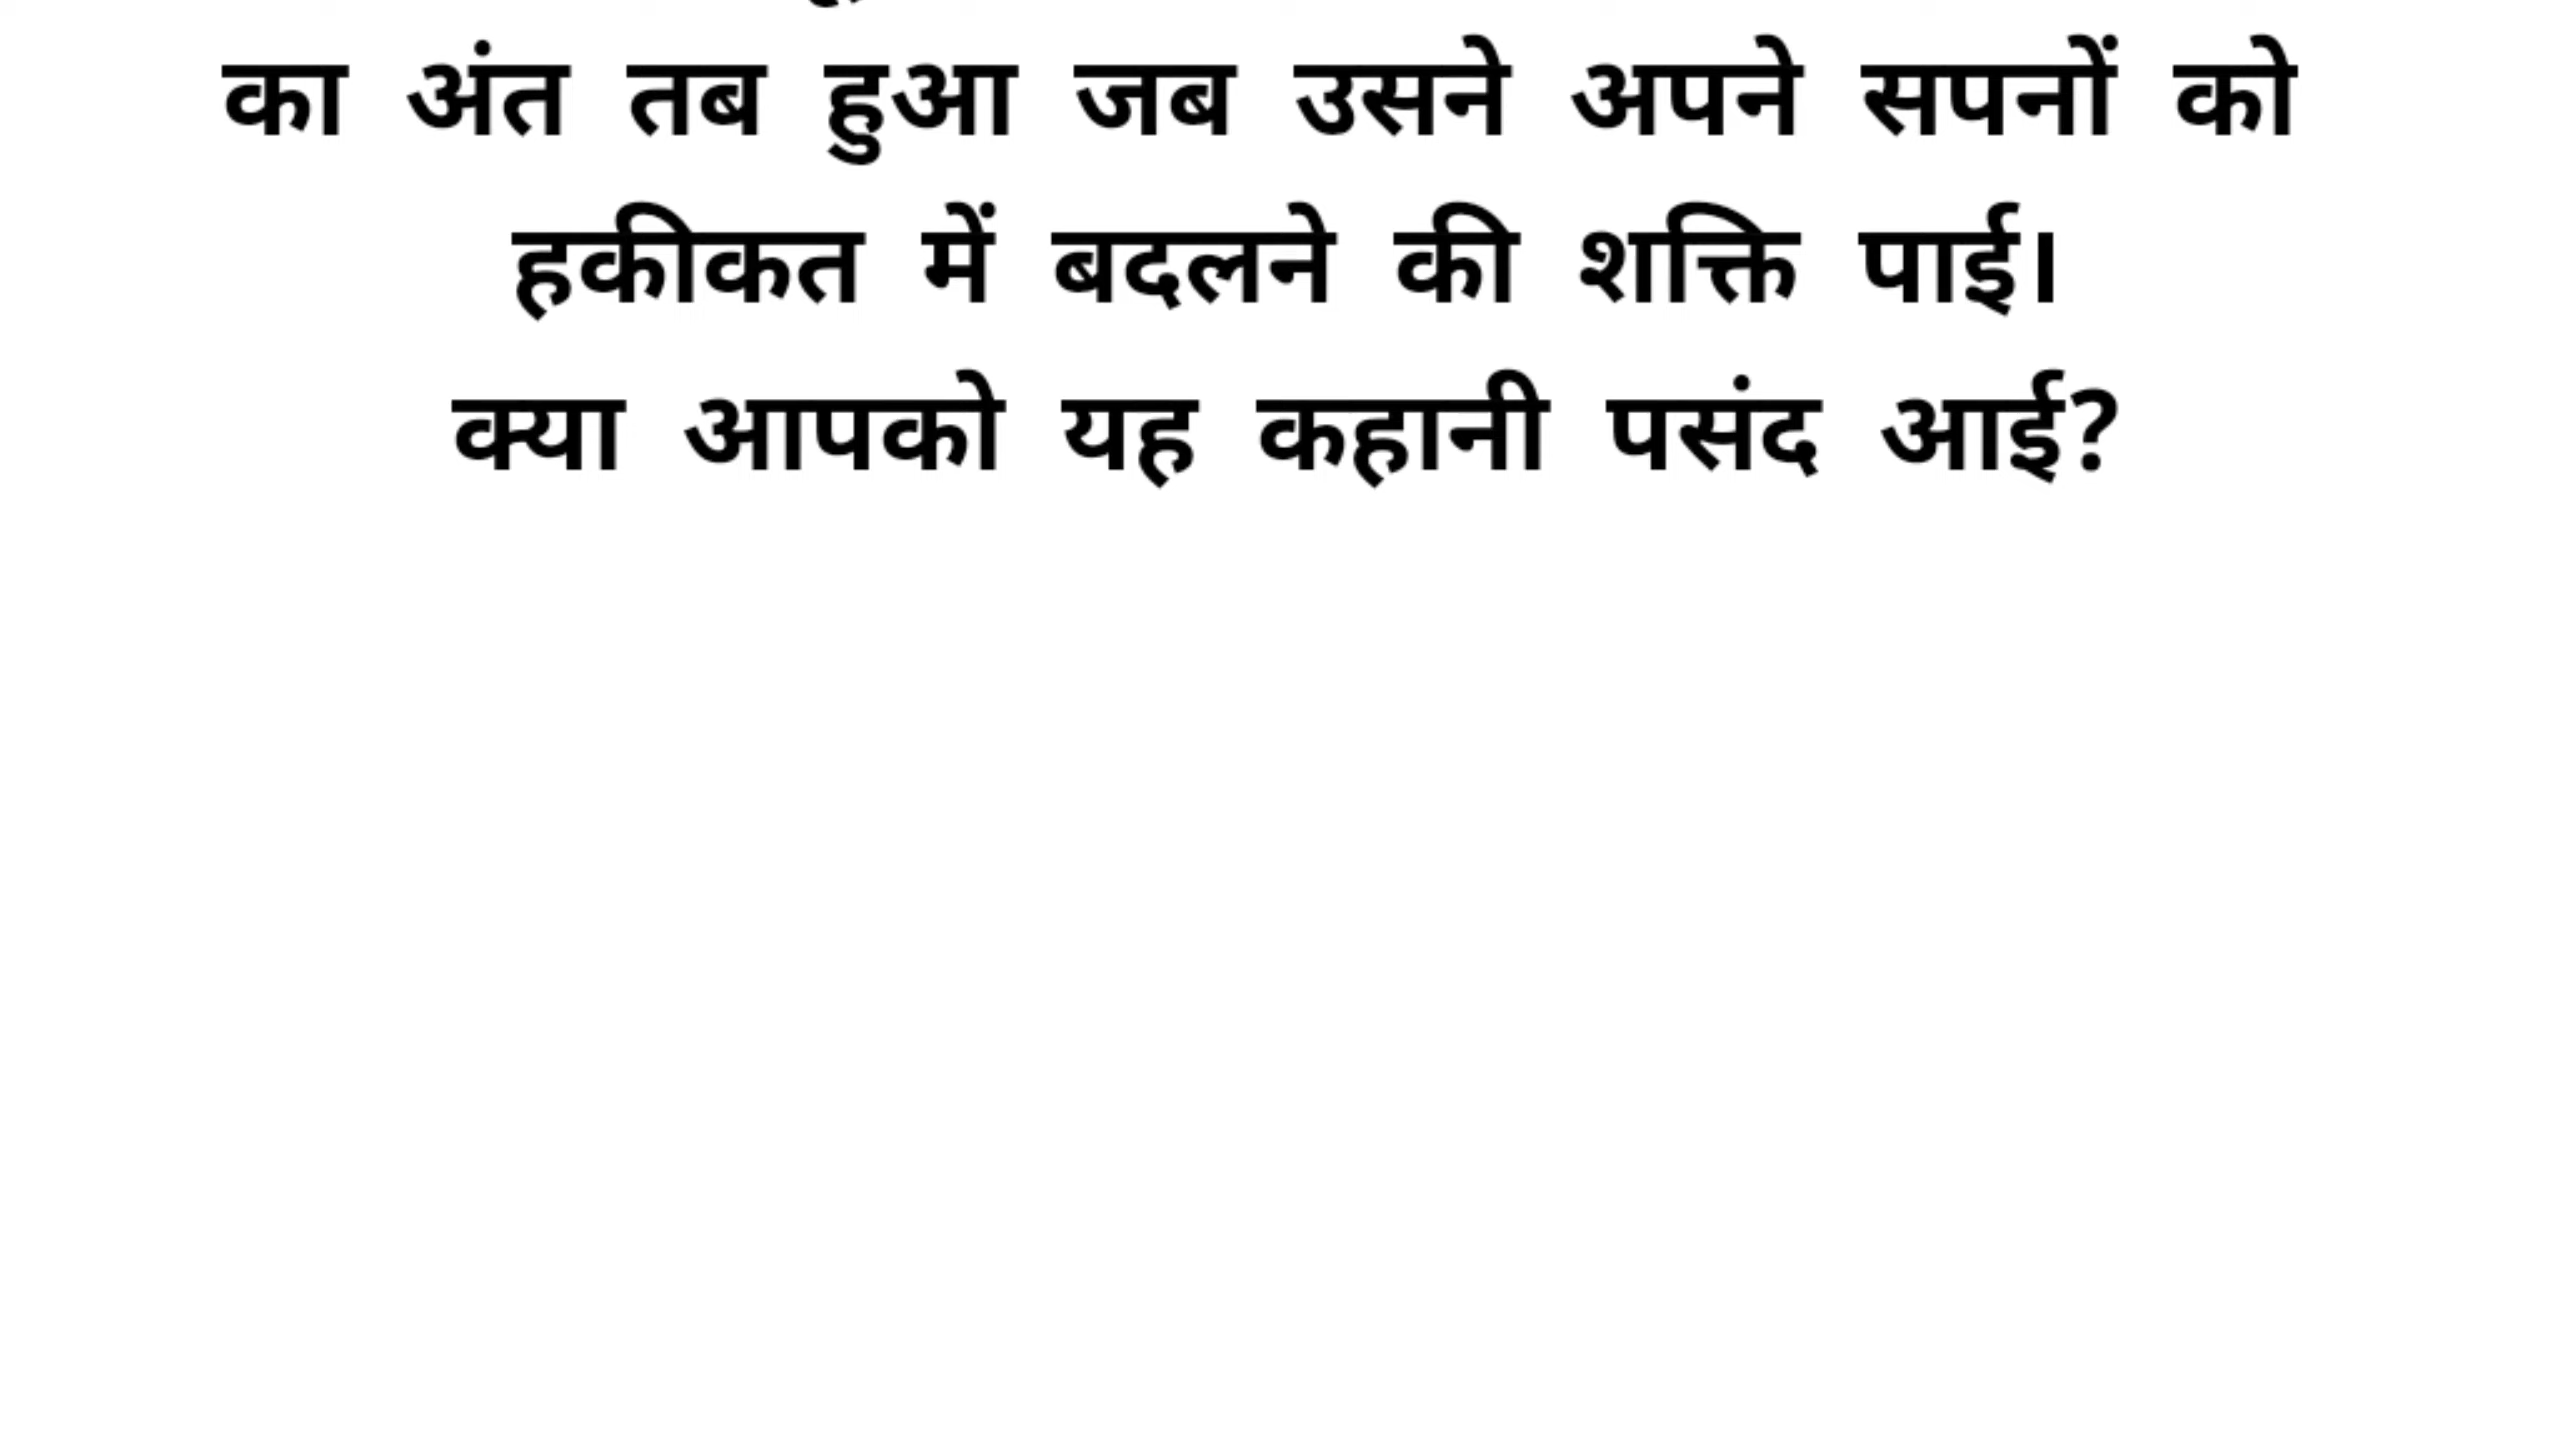 का अंत तब हुआ जब उसने अपने सपनों को
हकीकत में बदलने की शक्ति पाई।
क्या आपको यह कहानी पसंद आई?